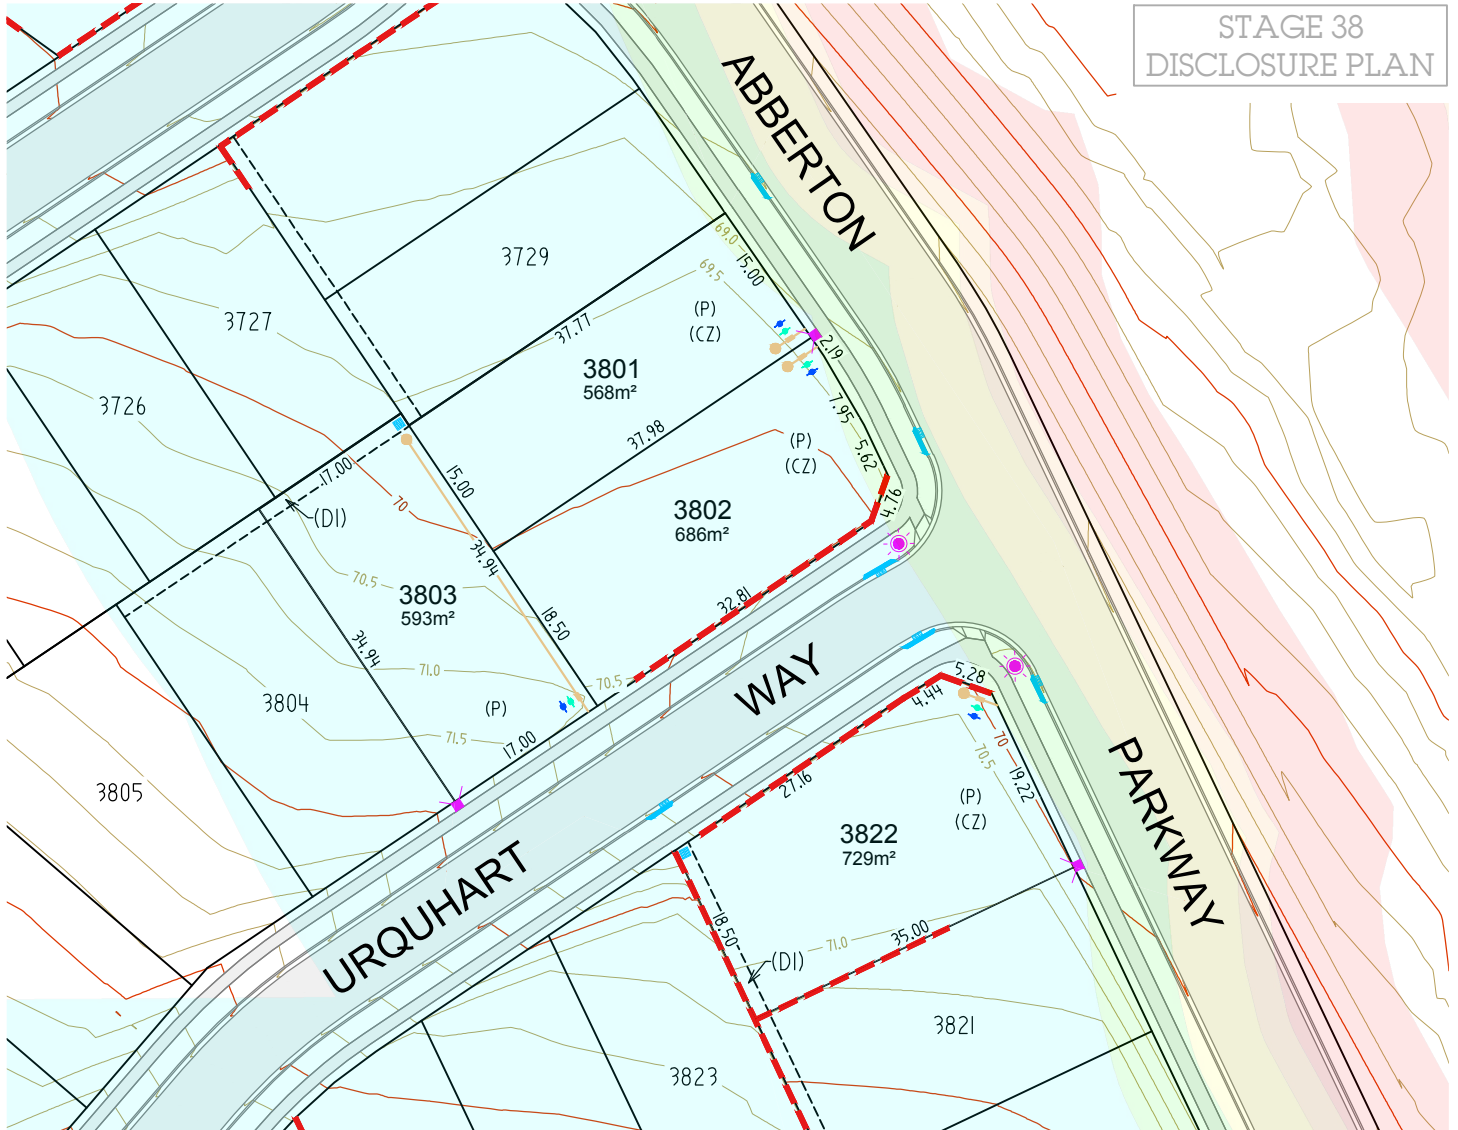 STAGE 38
DISCLOSURE PLAN
ABBERTON
3729
69.0
15.00
69.5
(P)
(CZ)
3727
37.77
2.19
3801
568m²
3726
7.95
37.98
(P)
(CZ)
5.62
17.00
15.00
70
4.76
(DI)
3802
686m²
34.94
70.5
3803
593m²
32.81
18.50
34.94
71.0
70.5
WAY
5.28
4.44
3804
(P)
71.5
17.00
70
70.5
19.22
PARKWAY
3805
27.16
(P)
(CZ)
3822
729m²
URQUHART
18.50
71.0
35.00
(DI)
3821
3823